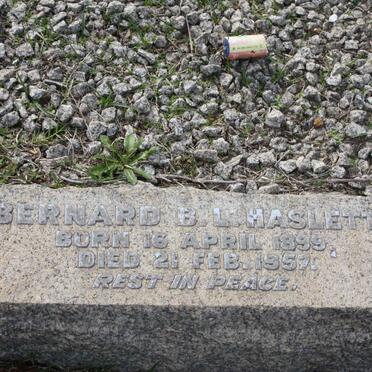 BERNARD B. L. HASLETT
BORN 16 APRIL 1899.
DIED 21 FEB. 1957.
REST IN PEACE.